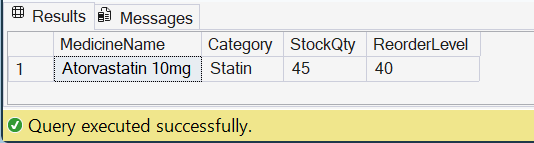 Results Messages
MedicineName Category StockQty ReorderLevel
1 Atorvastatin 10mg Statin 45 40
Query executed successfully.